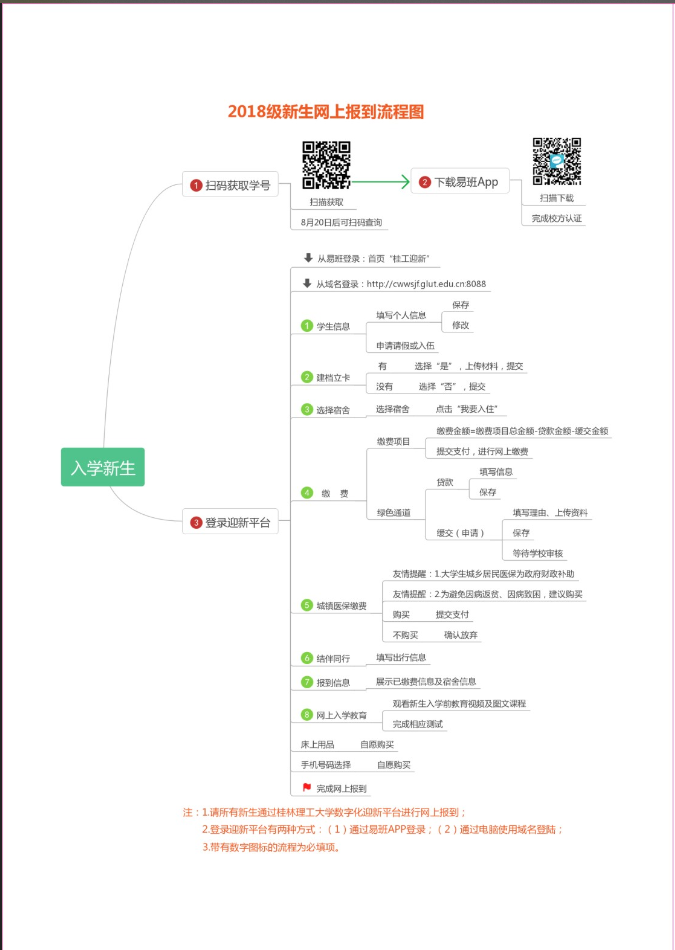 2018级新生网上报到流程图
1 扫码获取学号
扫描获取
8月20日后可扫码查询
2 下载易班App
扫描下载
完成校方认证
入学新生
3 登录迎新平台
从易班登录：首页“桂工迎新”
从域名登录：http://cwwsjf.glut.edu.cn:8088
1 学生信息
填写个人信息
保存
修改
申请请假或入伍
2 建档立卡
有 选择“是”，上传材料，提交
没有 选择“否”，提交
3 选择宿舍
选择宿舍 点击“我要入住”
4 缴 费
缴费项目
缴费金额=缴费项目总金额-贷款金额-缓交金额
提交支付，进行网上缴费
绿色通道
贷款
填写信息
保存
缓交（申请）
填写理由、上传资料
保存
等待学校审核
5 城镇医保缴费
友情提醒：1.大学生城乡居民医保为政府财政补助
友情提醒：2.为避免因病返贫、因病致困，建议购买
购买 提交支付
不购买 确认放弃
6 结伴同行
填写出行信息
7 报到信息
展示已缴费信息及宿舍信息
8 网上入学教育
观看新生入学前教育视频及图文课程
完成相应测试
床上用品 自愿购买
手机号码选择 自愿购买
完成网上报到
注：1.请所有新生通过桂林理工大学数字化迎新平台进行网上报到；
2.登录迎新平台有两种方式：（1）通过易班APP登录；（2）通过电脑使用域名登陆；
3.带有数字图标的流程为必填项。